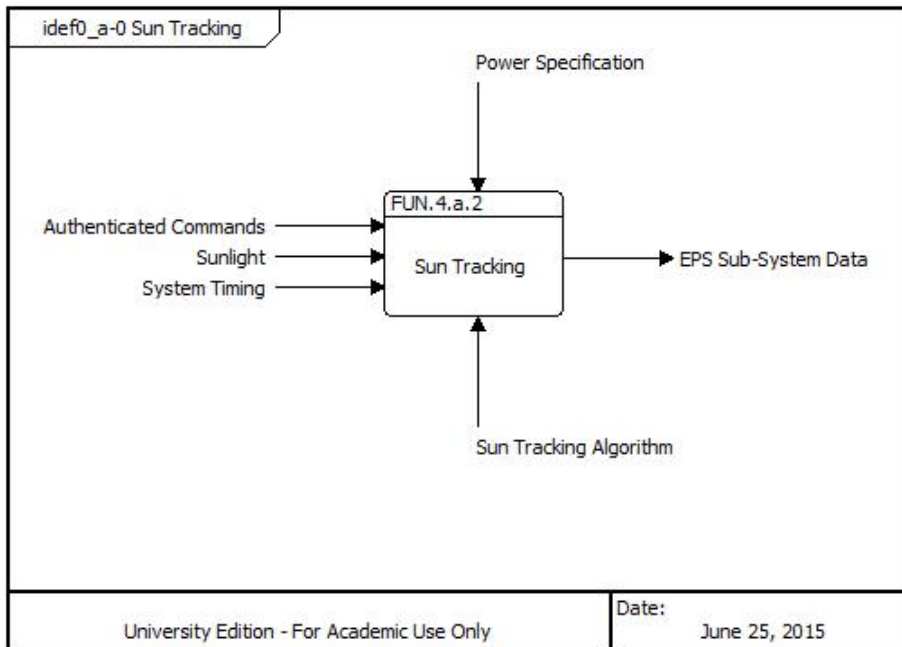 idef0_a-0 Sun Tracking
Power Specification
FUN.4.a.2
Authenticated Commands
Sunlight
System Timing
Sun Tracking
EPS Sub-System Data
Sun Tracking Algorithm
University Edition - For Academic Use Only
Date:
June 25, 2015